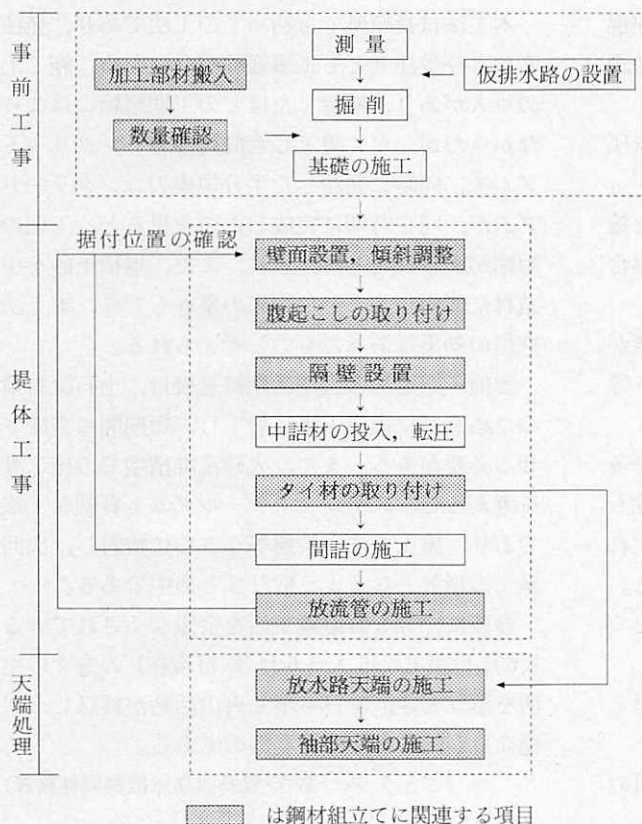 事前工事
測量
加工部材搬入
仮排水路の設置
掘削
数量確認
基礎の施工
堤体工事
据付位置の確認
壁面設置，傾斜調整
腹起こしの取り付け
隔壁設置
中詰材の投入，転圧
タイ材の取り付け
間詰の施工
放流管の施工
天端処理
放水路天端の施工
袖部天端の施工
は鋼材組立てに関連する項目